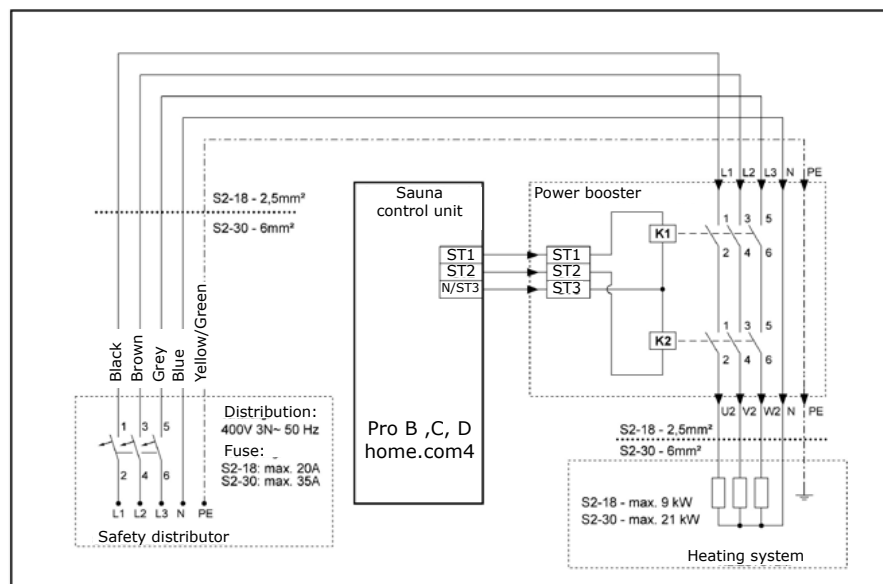 L1 L2 L3 N PE
Power booster
Sauna
control unit
S2-18 - 2,5mm²
S2-30 - 6mm²
ST1
ST2
N/ST3
ST1
ST2
ST3
K1
1 3 5
2 4 6
K2
1 3 5
2 4 6
Black
Brown
Grey
Blue
Yellow/Green
Distribution:
400V 3N~ 50 Hz
Fuse:
S2-18: max. 20A
S2-30: max. 35A
1 3 5
2 4 6
L1 L2 L3 N PE
Safety distributor
Pro B ,C, D
home.com4
U2 V2 W2 N PE
S2-18 - 2,5mm²
S2-30 - 6mm²
S2-18 - max. 9 kW
S2-30 - max. 21 kW
Heating system